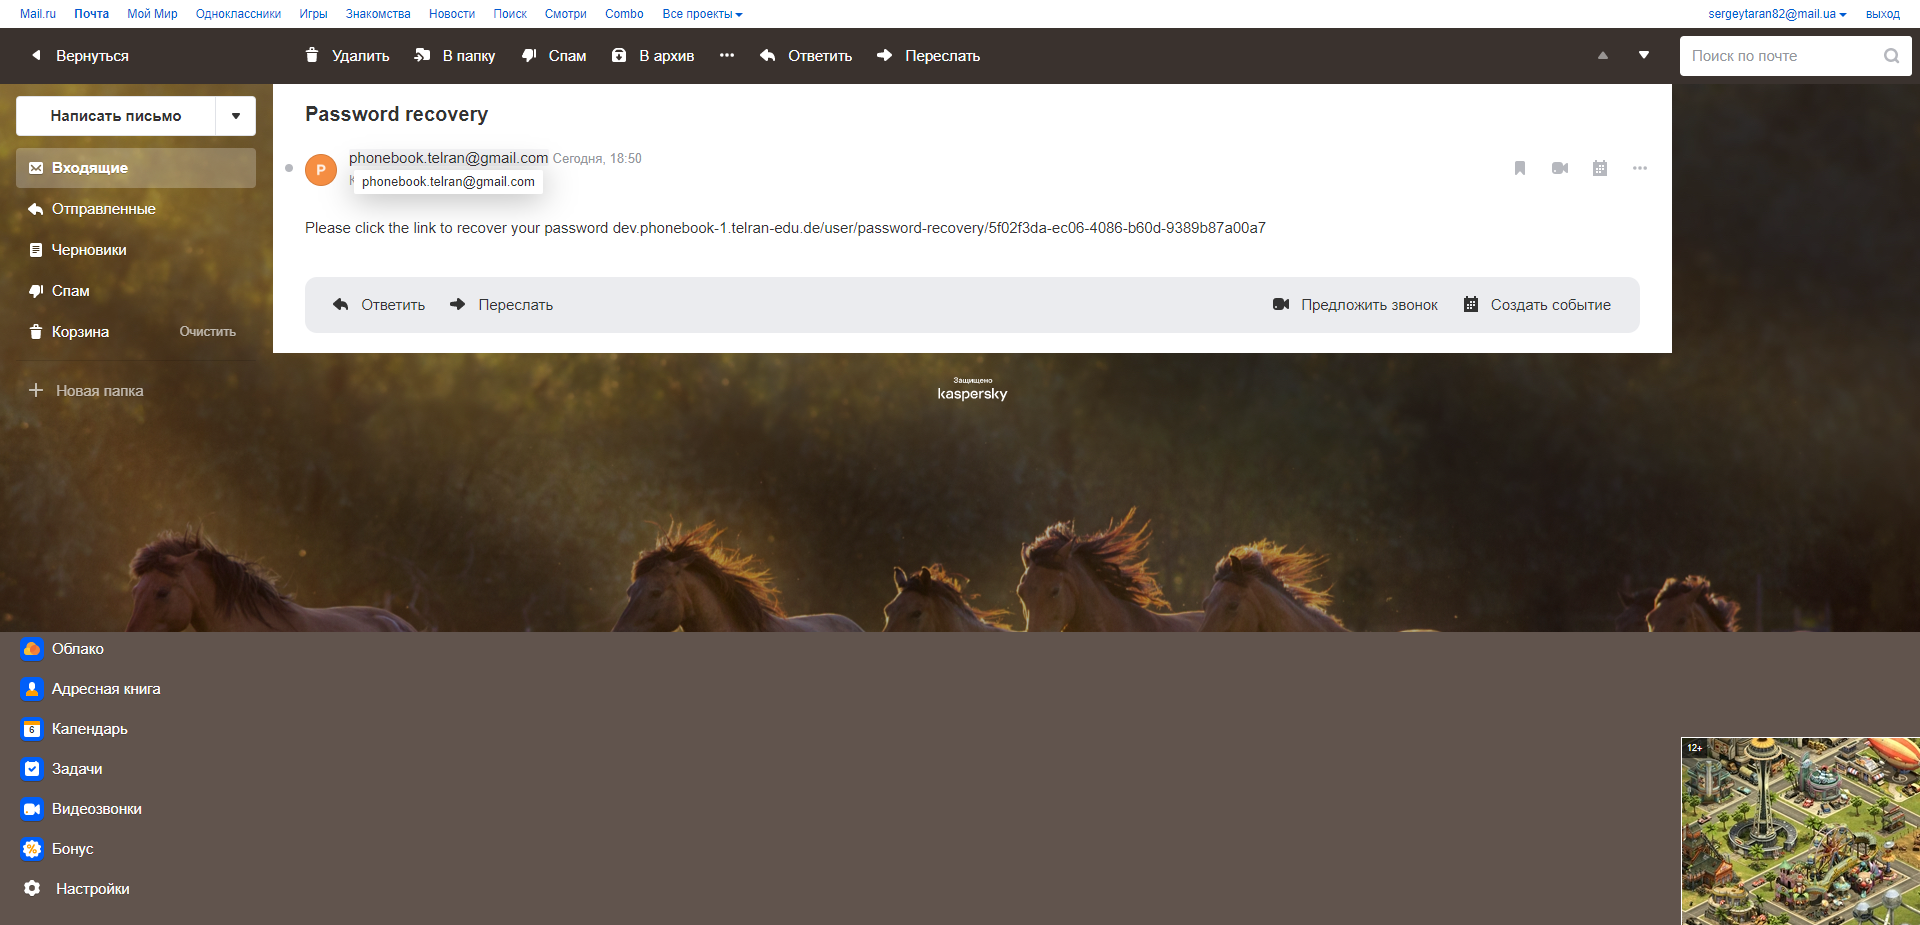 Mail.ru Почта Мой Мир Одноклассники Игры Знакомства Новости Поиск Смотри Combo Все проекты sergeytaran82@mail.ua выход
Вернуться Удалить В папку Спам В архив Ответить Переслать Поиск по почте
Написать письмо
Входящие
Отправленные
Черновики
Спам
Корзина Очистить
Новая папка
Password recovery
P phonebook.telran@gmail.com Сегодня, 18:50
phonebook.telran@gmail.com
Please click the link to recover your password dev.phonebook-1.telran-edu.de/user/password-recovery/5f02f3da-ec06-4086-b60d-9389b87a00a7
Ответить Переслать Предложить звонок Создать событие
Защищено
kaspersky
Облако
Адресная книга
6 Календарь
Задачи
Видеозвонки
% Бонус
Настройки
12+